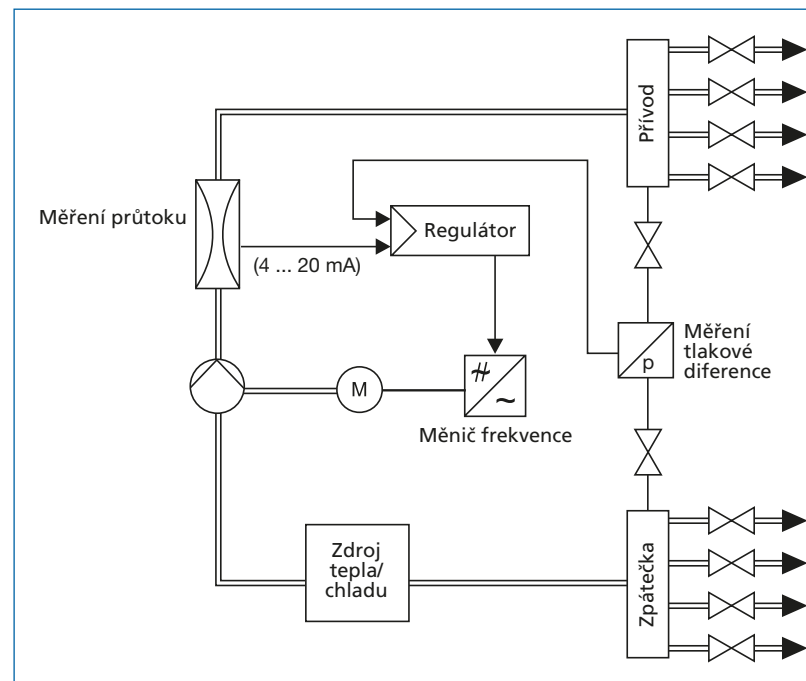 Přívod
Měření průtoku
Regulátor
(4 ... 20 mA)
Měření
tlakové
diference
p
M
Měnič frekvence
Zdroj
tepla/
chladu
Zpátečka